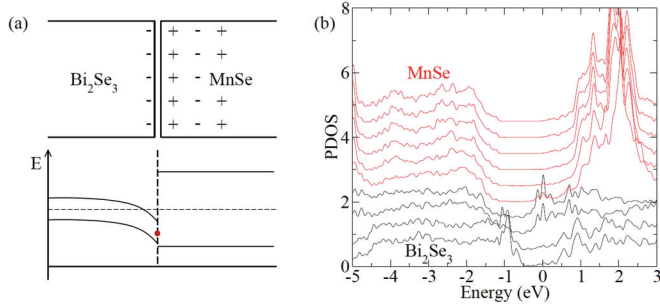 (a)
- + - +
- + - +
Bi₂Se₃ - + - + MnSe
- + - +
- + - +
E
(b)
PDOS
8
6
4
2
0
MnSe
Bi₂Se₃
-5 -4 -3 -2 -1 0 1 2 3
Energy (eV)